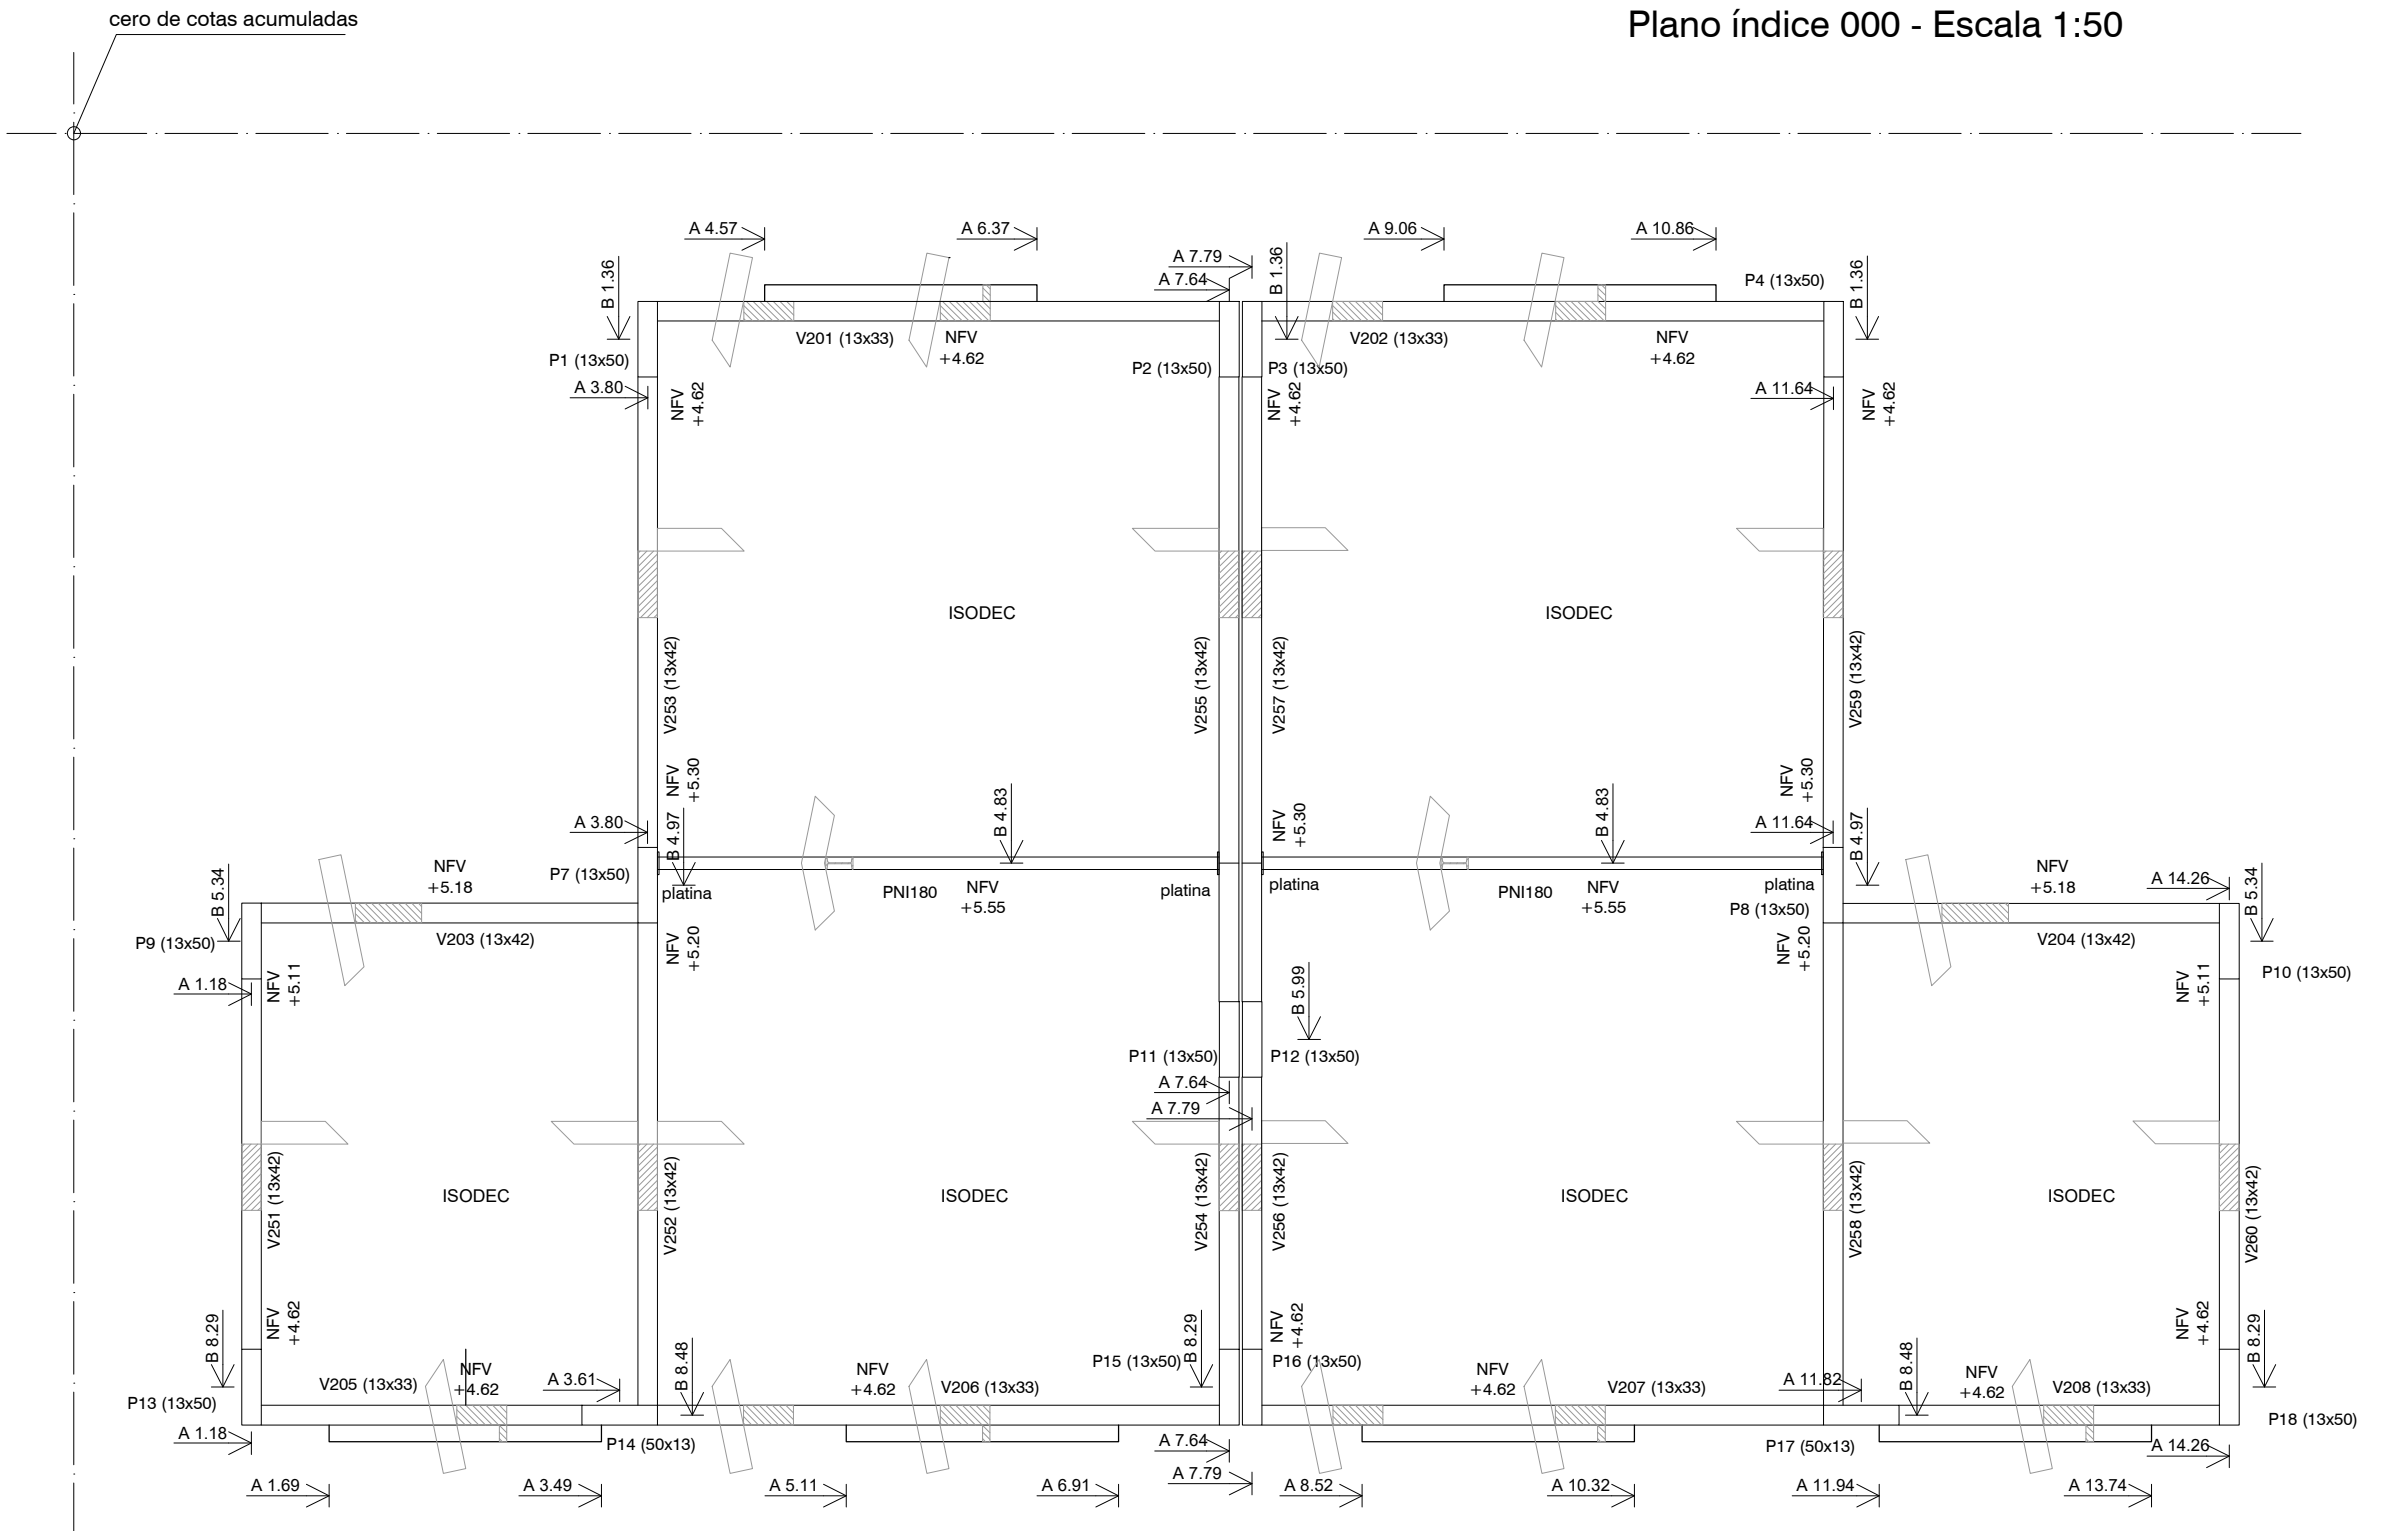 cero de cotas acumuladas
Plano índice 000 - Escala 1:50
A 4.57
A 6.37
A 9.06
A 10.86
A 7.79
A 7.64
B 1.36
B 1.36
B 1.36
P4 (13x50)
V201 (13x33)
NFV
+4.62
V202 (13x33)
NFV
+4.62
P1 (13x50)
P2 (13x50)
P3 (13x50)
A 3.80
A 11.64
NFV
+4.62
NFV
+4.62
NFV
+4.62
ISODEC
ISODEC
V253 (13x42)
V255 (13x42)
V257 (13x42)
V259 (13x42)
NFV
+5.30
NFV
+5.30
NFV
+5.30
A 3.80
B 4.97
B 4.83
B 4.83
A 11.64
B 4.97
NFV
+5.18
P7 (13x50)
platina
PNI180
NFV
+5.55
platina
platina
PNI180
NFV
+5.55
platina
P8 (13x50)
NFV
+5.18
A 14.26
B 5.34
B 5.34
P9 (13x50)
V203 (13x42)
V204 (13x42)
NFV
+5.20
NFV
+5.20
A 1.18
NFV
+5.11
NFV
+5.11
P10 (13x50)
B 5.99
P11 (13x50)
P12 (13x50)
A 7.64
A 7.79
V251 (13x42)
ISODEC
V252 (13x42)
ISODEC
V254 (13x42)
V256 (13x42)
ISODEC
V258 (13x42)
ISODEC
V260 (13x42)
NFV
+4.62
NFV
+4.62
NFV
+4.62
B 8.29
B 8.48
B 8.29
B 8.48
B 8.29
P15 (13x50)
P16 (13x50)
V205 (13x33)
NFV
+4.62
A 3.61
NFV
+4.62
V206 (13x33)
NFV
+4.62
V207 (13x33)
A 11.82
NFV
+4.62
V208 (13x33)
P13 (13x50)
P18 (13x50)
A 1.18
P14 (50x13)
A 7.64
P17 (50x13)
A 14.26
A 7.79
A 1.69
A 3.49
A 5.11
A 6.91
A 8.52
A 10.32
A 11.94
A 13.74